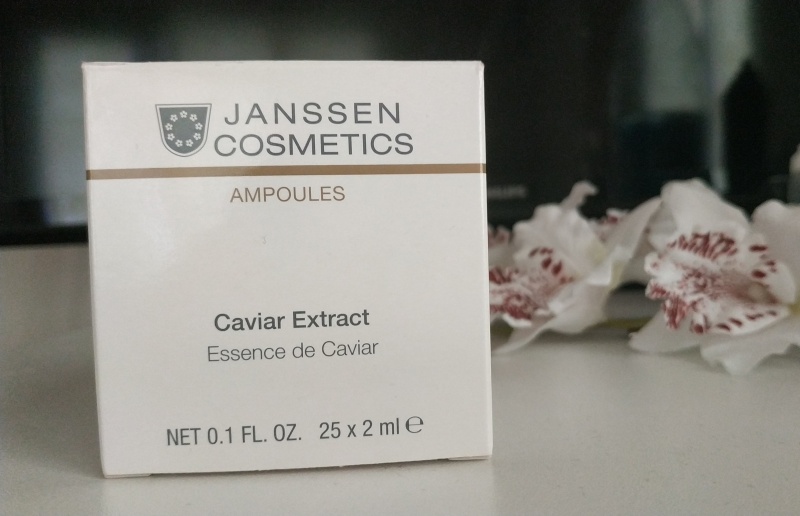 JANSSEN
COSMETICS
AMPOULES
Caviar Extract
Essence de Caviar
NET 0.1 FL. OZ. 25 x 2 ml ℮